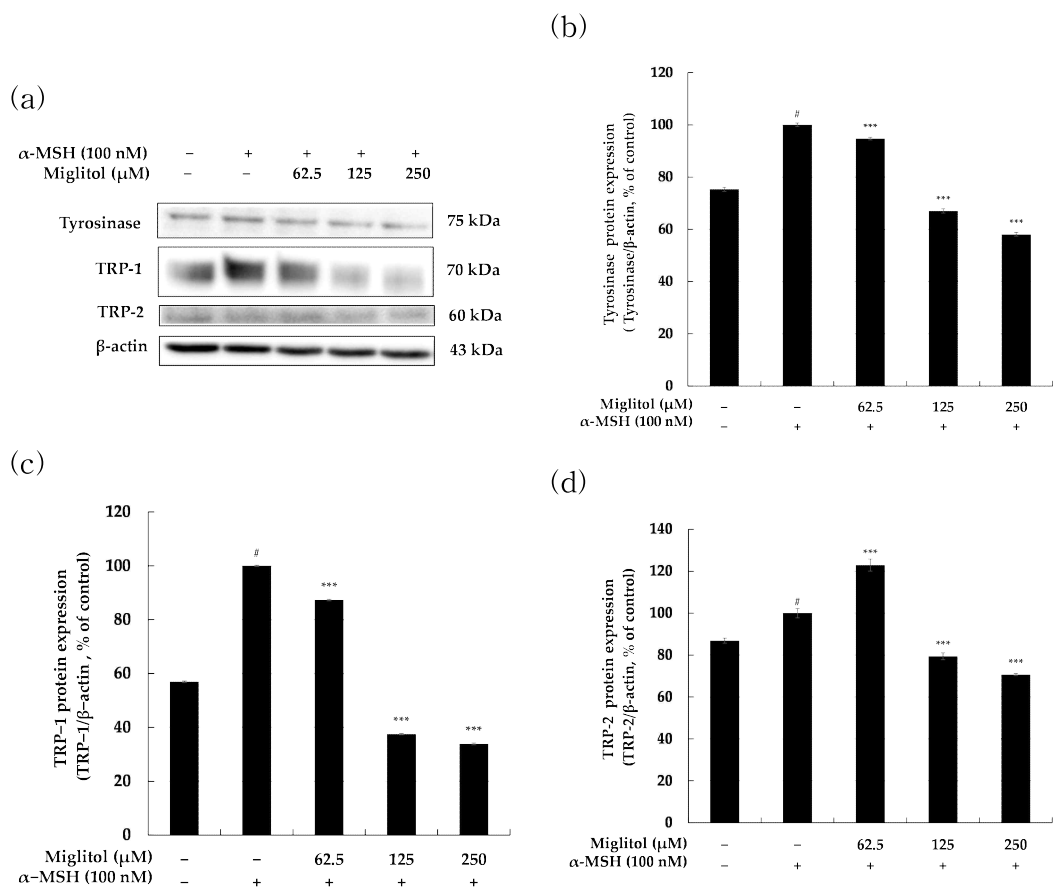 (a)
α-MSH (100 nM) – + + + +
Miglitol (μM) – – 62.5 125 250
Tyrosinase 75 kDa
TRP-1 70 kDa
TRP-2 60 kDa
β-actin 43 kDa
(b)
Tyrosinase protein expression
( Tyrosinase/β-actin, % of control)
120
100
80
60
40
20
0
# *** *** ***
Miglitol (μM) – – 62.5 125 250
α-MSH (100 nM) – + + + +
(c)
TRP−1 protein expression
(TRP−1/β−actin , % of control)
120
100
80
60
40
20
0
# *** *** ***
Miglitol (μM) – – 62.5 125 250
α−MSH (100 nM) – + + + +
(d)
TRP-2 protein expression
(TRP-2/β-actin, % of control)
140
120
100
80
60
40
20
0
# *** *** ***
Miglitol (μM) – – 62.5 125 250
α-MSH (100 nM) – + + + +